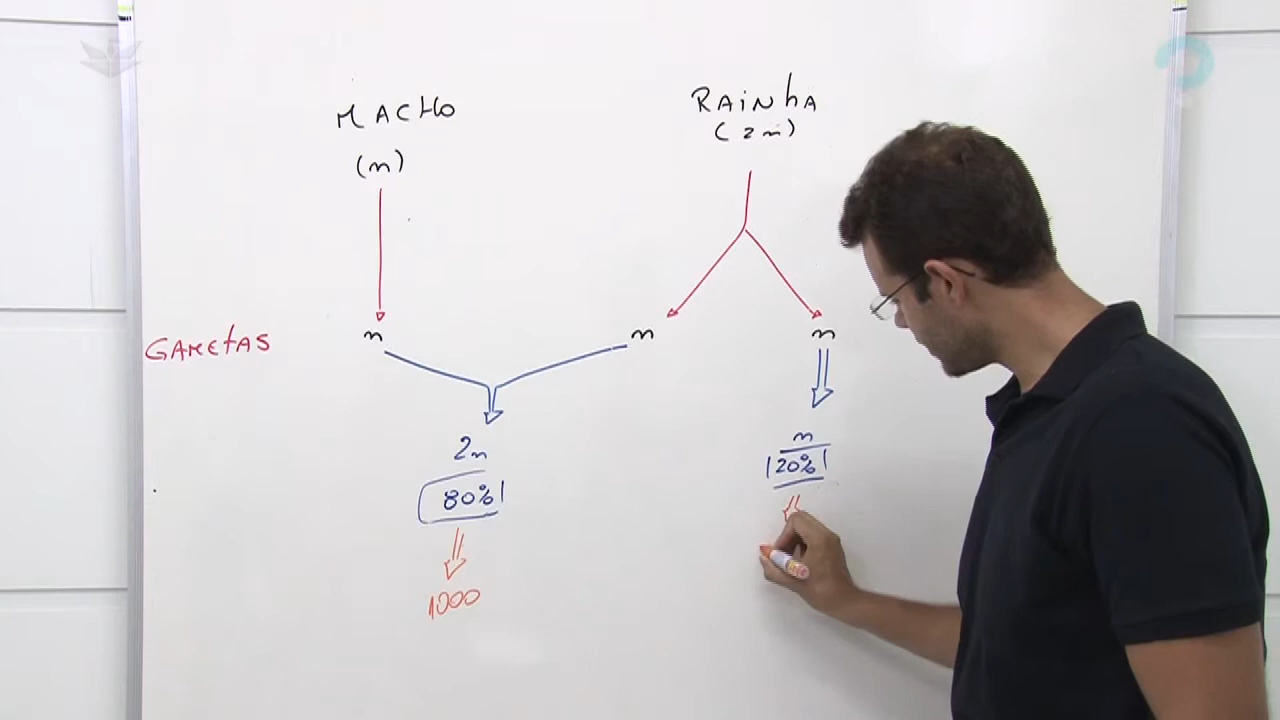 MACHO
(n)
RAINhA
(2n)
GAMEtAS
n
n
n
2n
80%
1000
n
20%